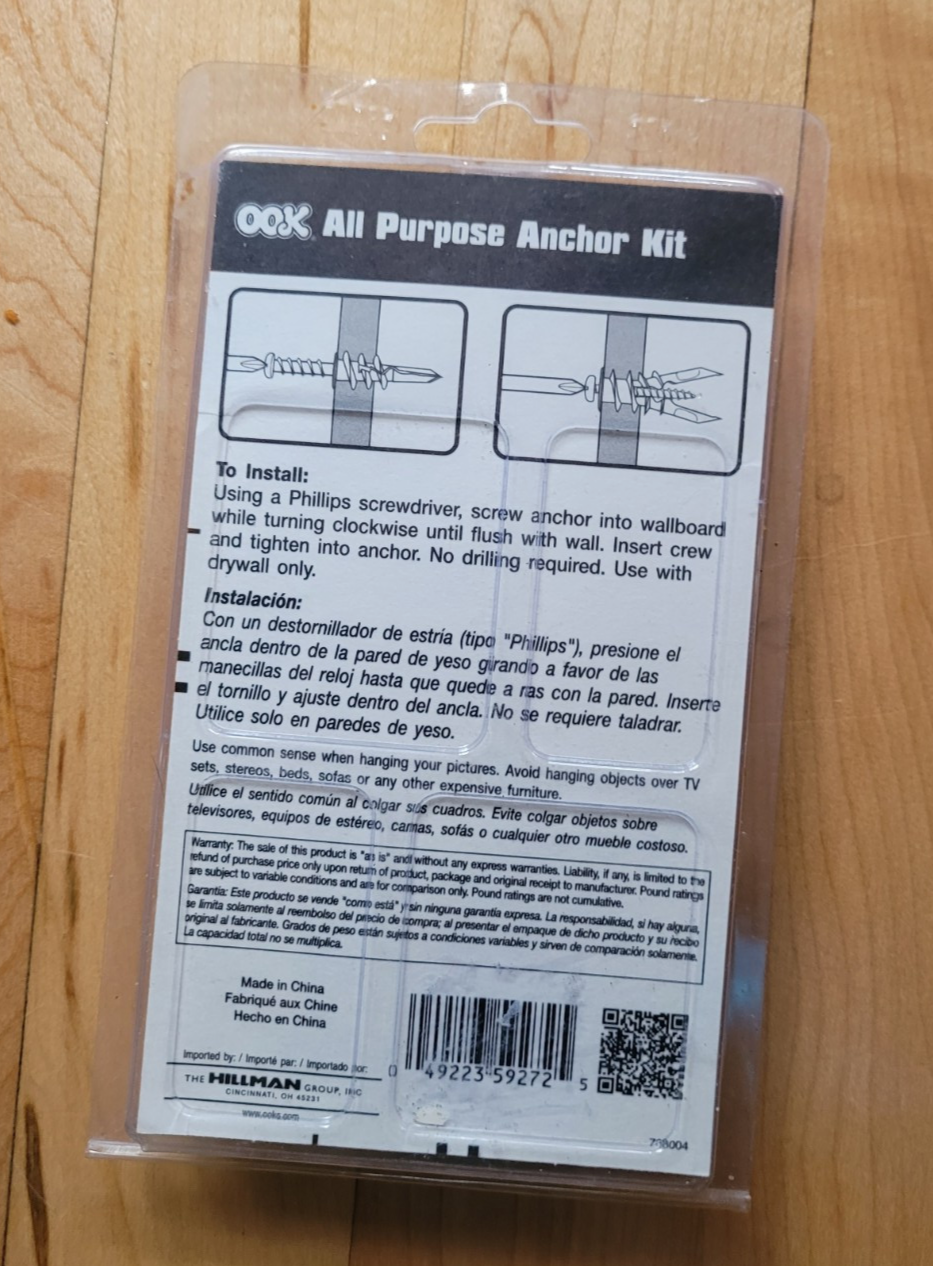 OOK All Purpose Anchor Kit
To Install:
Using a Phillips screwdriver, screw anchor into wallboard
while turning clockwise until flush with wall. Insert crew
and tighten into anchor. No drilling required. Use with
drywall only.
Instalación:
Con un destornillador de estría (tipo "Phillips"), presione el
ancla dentro de la pared de yeso girando a favor de las
manecillas del reloj hasta que quede a ras con la pared. Inserte
el tornillo y ajuste dentro del ancla. No se requiere taladrar.
Utilice solo en paredes de yeso.
Use common sense when hanging your pictures. Avoid hanging objects over TV
sets, stereos, beds, sofas or any other expensive furniture.
Utilice el sentido común al colgar sus cuadros. Evite colgar objetos sobre
televisores, equipos de estéreo, camas, sofás o cualquier otro mueble costoso.
Warranty: The sale of this product is "as is" and without any express warranties. Liability, if any, is limited to the
refund of purchase price only upon return of product, package and original receipt to manufacturer. Pound ratings
are subject to variable conditions and are for comparison only. Pound ratings are not cumulative.
Garantía: Este producto se vende "como está" y sin ninguna garantía expresa. La responsabilidad, si hay alguna,
se limita solamente al reembolso del precio de compra; al presentar el empaque de dicho producto y su recibo
original al fabricante. Grados de peso están sujetos a condiciones variables y sirven de comparación solamente.
La capacidad total no se multiplica.
Made in China
Fabriqué aux Chine
Hecho en China
Imported by: / Importé par: / Importado por:
THE HILLMAN GROUP, INC
CINCINNATI, OH 45231
www.ooks.com
0 49223 59272 5